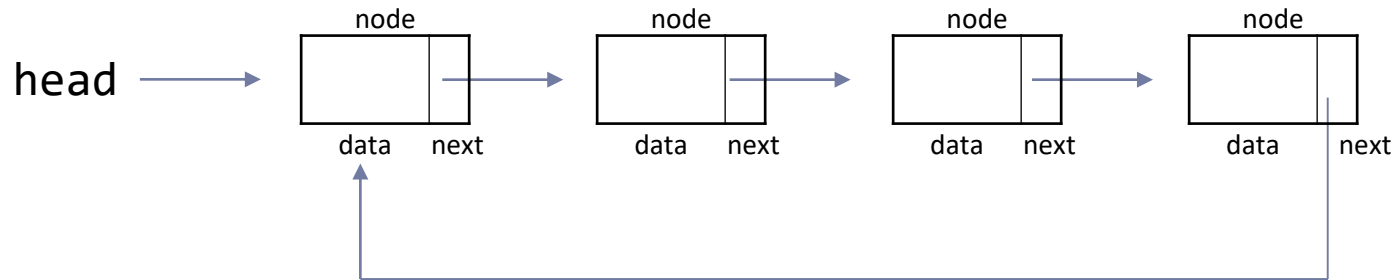 node node node node
head
data next data next data next data next